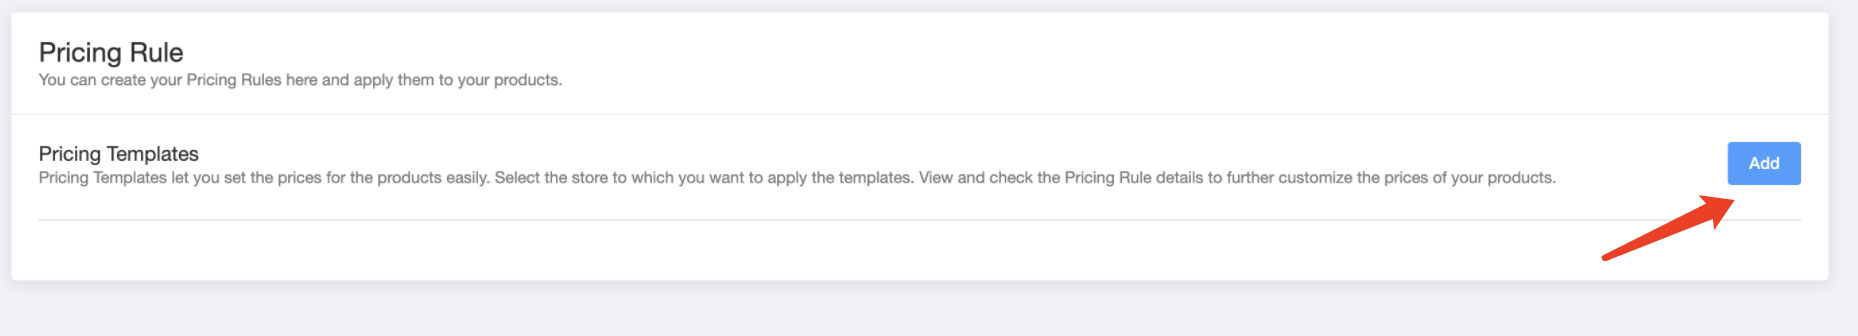 Pricing Rule
You can create your Pricing Rules here and apply them to your products.
Pricing Templates
Pricing Templates let you set the prices for the products easily. Select the store to which you want to apply the templates. View and check the Pricing Rule details to further customize the prices of your products.
Add